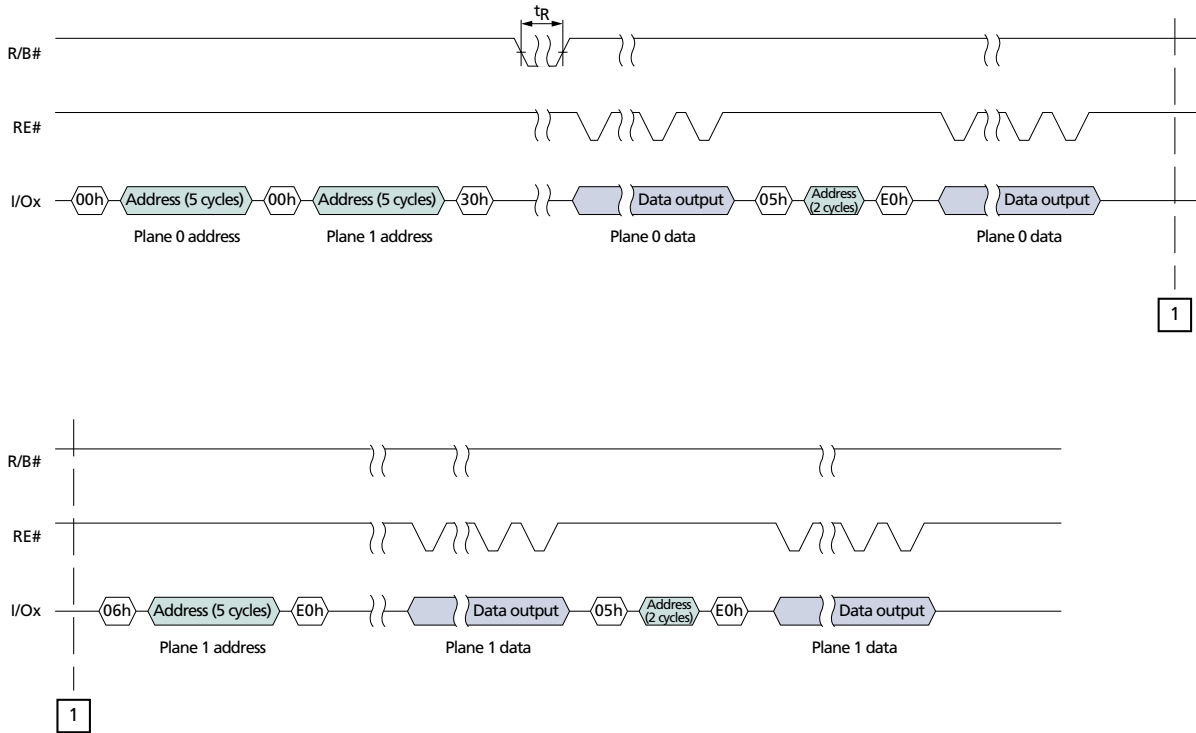 tR
R/B#
RE#
I/Ox
00h Address (5 cycles) 00h Address (5 cycles) 30h Data output 05h Address (2 cycles) E0h Data output
Plane 0 address Plane 1 address Plane 0 data Plane 0 data
1
R/B#
RE#
I/Ox
06h Address (5 cycles) E0h Data output 05h Address (2 cycles) E0h Data output
Plane 1 address Plane 1 data Plane 1 data
1